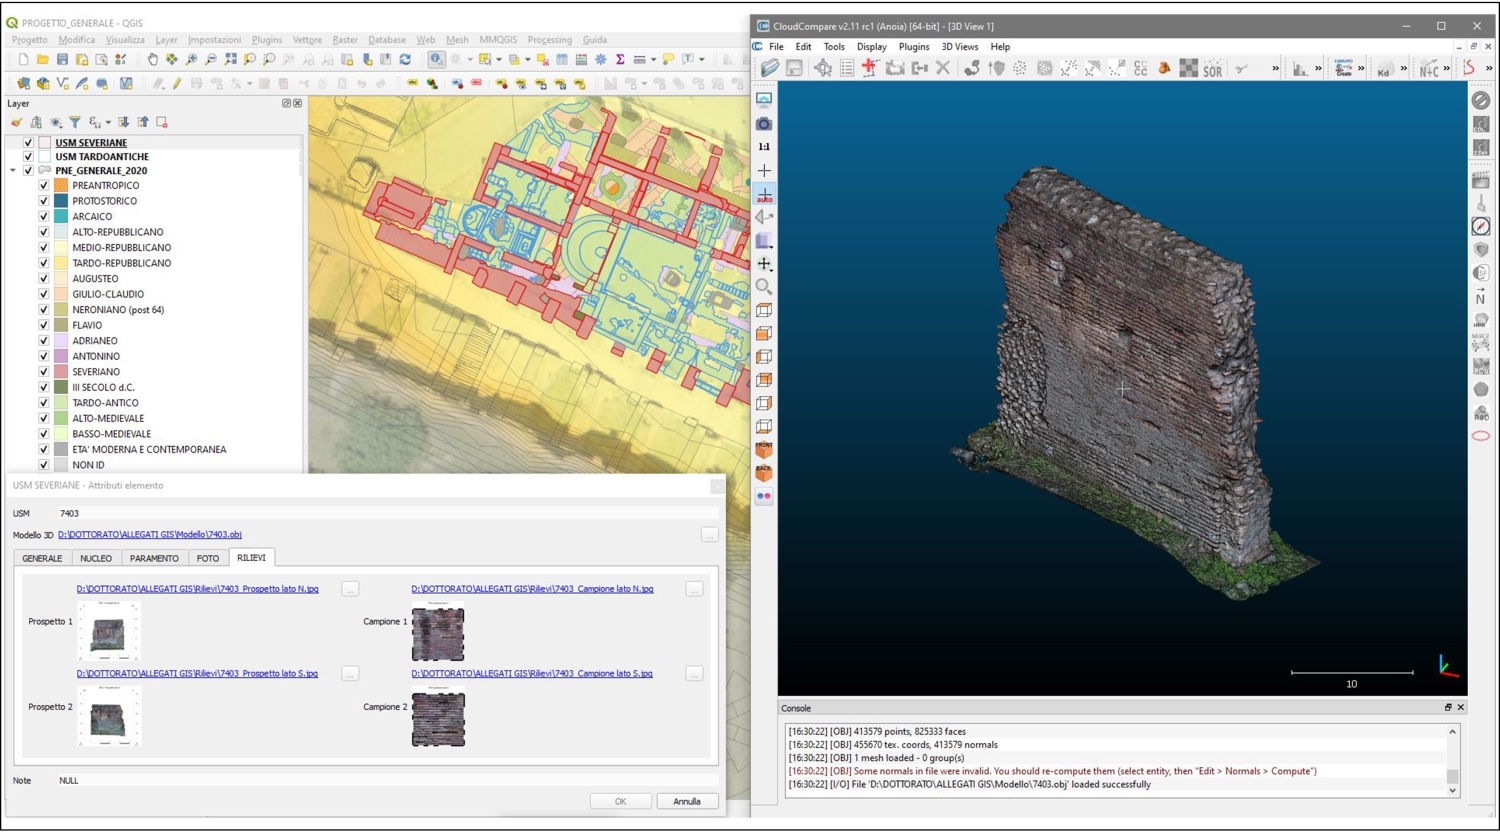 PROGETTO_GENERALE - QGIS
Progetto Modifica Visualizza Layer Impostazioni Plugins Vettore Raster Database Web Mesh MMQGIS Processing Guida
Layer
USM SEVERIANE
USM TARDOANTICHE
PNE_GENERALE_2020
PREANTROPICO
PROTOSTORICO
ARCAICO
ALTO-REPUBBLICANO
MEDIO-REPUBBLICANO
TARDO-REPUBBLICANO
AUGUSTEO
GIULIO-CLAUDIO
NERONIANO (post 64)
FLAVIO
ADRIANEO
ANTONINO
SEVERIANO
III SECOLO d.C.
TARDO-ANTICO
ALTO-MEDIEVALE
BASSO-MEDIEVALE
ETA' MODERNA E CONTEMPORANEA
NON ID
USM SEVERIANE - Attributi elemento
USM 7403
Modello 3D D:\DOTTORATO\ALLEGATI GIS\Modello\7403.obj ...
GENERALE NUCLEO PARAMENTO FOTO RILIEVI
D:\DOTTORATO\ALLEGATI GIS\Rilievi\7403_Prospetto lato N.jpg ... D:\DOTTORATO\ALLEGATI GIS\Rilievi\7403_Campione lato N.jpg ...
Prospetto 1 Campione 1
D:\DOTTORATO\ALLEGATI GIS\Rilievi\7403_Prospetto lato S.jpg ... D:\DOTTORATO\ALLEGATI GIS\Rilievi\7403_Campione lato S.jpg ...
Prospetto 2 Campione 2
Note NULL
OK Annulla
CloudCompare v2.11 rc1 (Anoia) [64-bit] - [3D View 1]
File Edit Tools Display Plugins 3D Views Help
SOR
Kd
N+C
1:1
auto
FRONT
BACK
N
10
Console
[16:30:22] [OBJ] 413579 points, 825333 faces
[16:30:22] [OBJ] 455670 tex. coords, 413579 normals
[16:30:22] [OBJ] 1 mesh loaded - 0 group(s)
[16:30:22] [OBJ] Some normals in file were invalid. You should re-compute them (select entity, then "Edit > Normals > Compute")
[16:30:22] [I/O] File 'D:\DOTTORATO\ALLEGATI GIS\Modello\7403.obj' loaded successfully